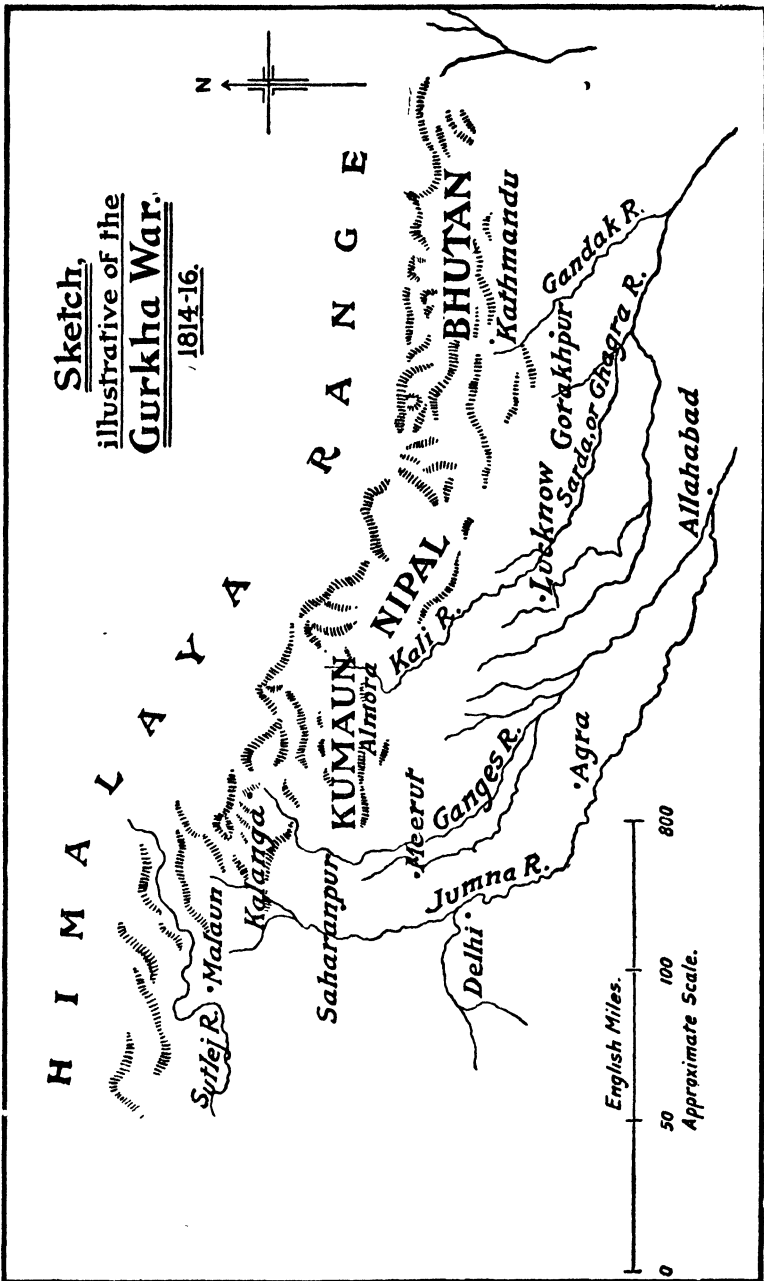 Sketch,
illustrative of the
Gurkha War.
1814-16.
N
HIMALAYA RANGE
Sutlej R.
Malaun
Kalanga
Saharanpur
KUMAUN
Almora
NIPAL
BHUTAN
Kathmandu
Kali R.
Meerut
Ganges R.
Jumna R.
Delhi
Agra
Lucknow
Gorakhpur
Gandak R.
Sarda, or Ghagra R.
Allahabad
English Miles.
0 50 100 800
Approximate Scale.